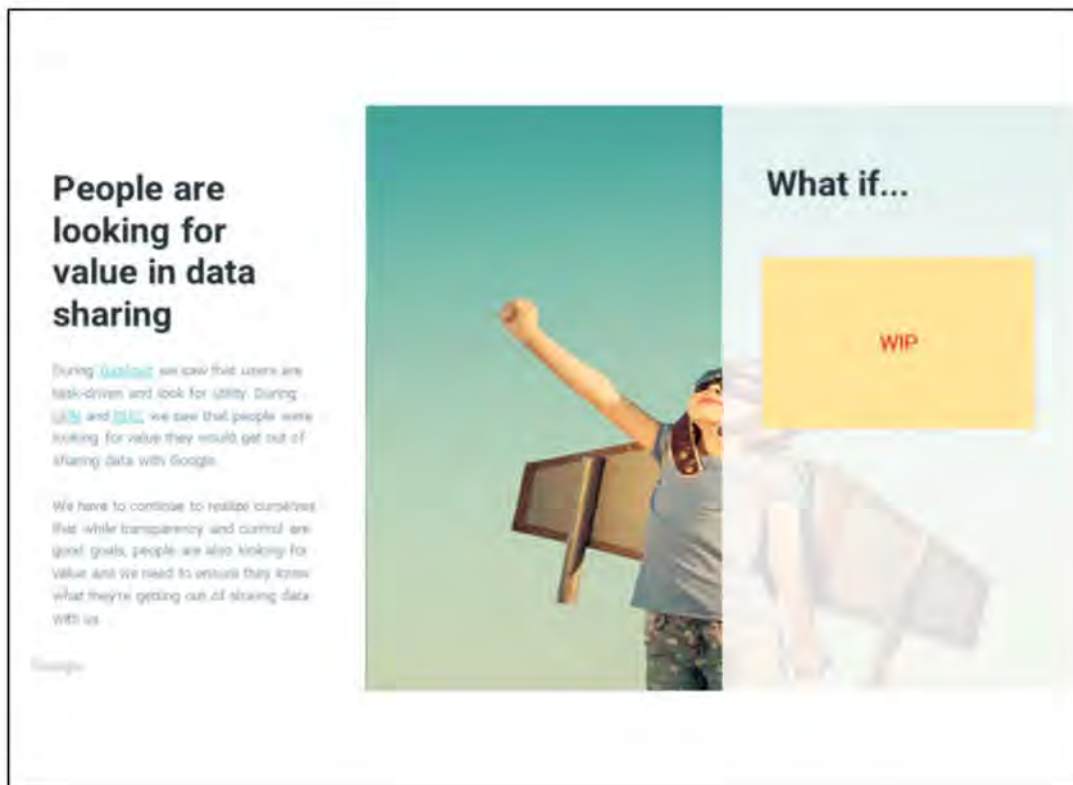 People are
looking for
value in data
sharing
During we saw that users are
task-driven and look for utility. During
and we saw that people were
looking for value they would get out of
sharing data with Google.
We have to continue to realize ourselves
that while transparency and control are
good goals, people are also looking for
value and we need to ensure they know
what they're getting out of sharing data
with us.
Google
What if...
WIP